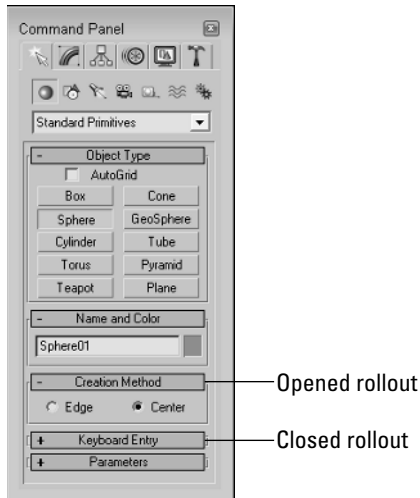 Command Panel
Standard Primitives
- Object Type
AutoGrid
Box Cone
Sphere GeoSphere
Cylinder Tube
Torus Pyramid
Teapot Plane
- Name and Color
Sphere01
- Creation Method
Opened rollout
Edge Center
+ Keyboard Entry
Closed rollout
+ Parameters